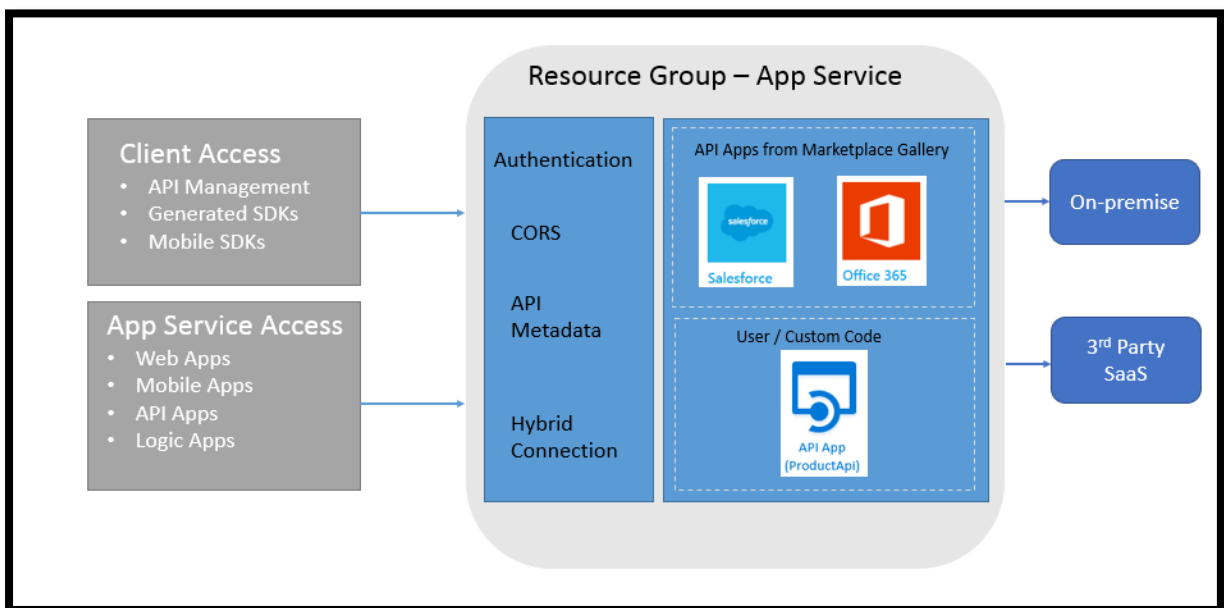 Resource Group – App Service
Client Access
• API Management
• Generated SDKs
• Mobile SDKs
App Service Access
• Web Apps
• Mobile Apps
• API Apps
• Logic Apps
Authentication
CORS
API
Metadata
Hybrid
Connection
API Apps from Marketplace Gallery
salesforce
Salesforce
Office 365
User / Custom Code
API App
(ProductApi)
On-premise
3rd Party
SaaS